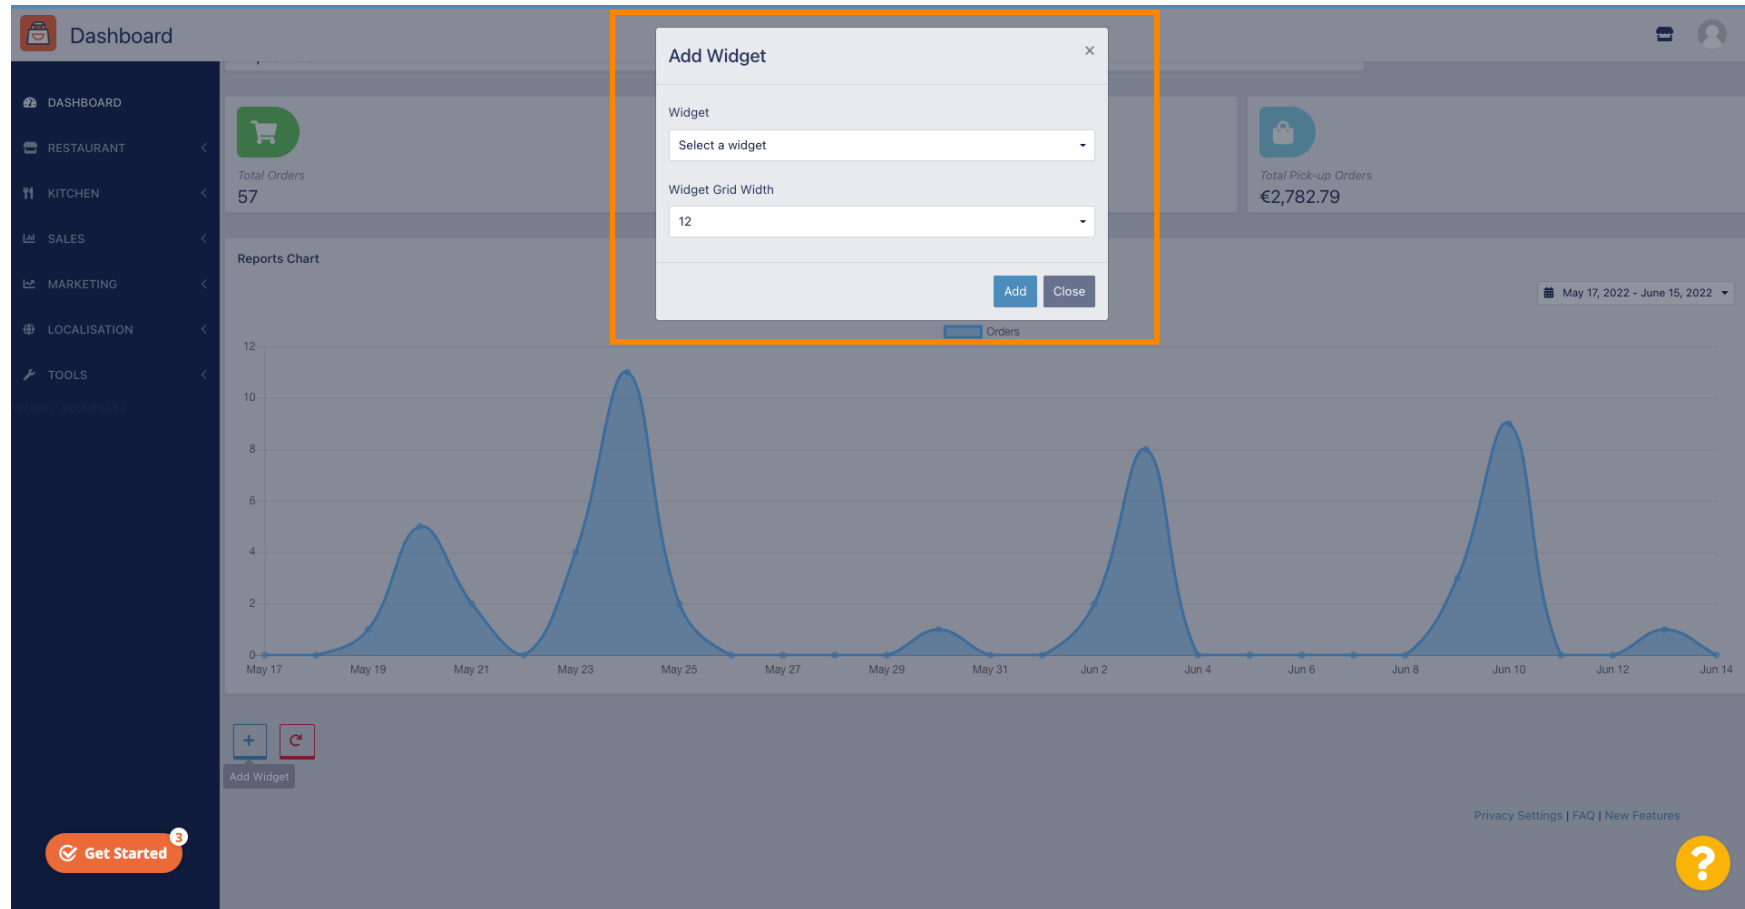 Dashboard
Add Widget
×
Widget
Select a widget
Widget Grid Width
12
Add
Close
DASHBOARD
RESTAURANT
KITCHEN
SALES
MARKETING
LOCALISATION
TOOLS
Total Orders
57
Total Pick-up Orders
€2,782.79
Reports Chart
May 17, 2022 - June 15, 2022
Orders
12
10
8
6
4
2
0
May 17 May 19 May 21 May 23 May 25 May 27 May 29 May 31 Jun 2 Jun 4 Jun 6 Jun 8 Jun 10 Jun 12 Jun 14
+
Add Widget
Privacy Settings | FAQ | New Features
Get Started
3
?